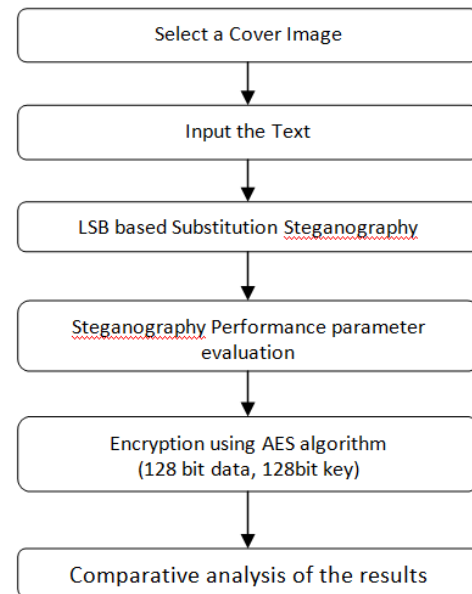 Select a Cover Image
Input the Text
LSB based Substitution Steganography
Steganography Performance parameter
evaluation
Encryption using AES algorithm
(128 bit data, 128bit key)
Comparative analysis of the results